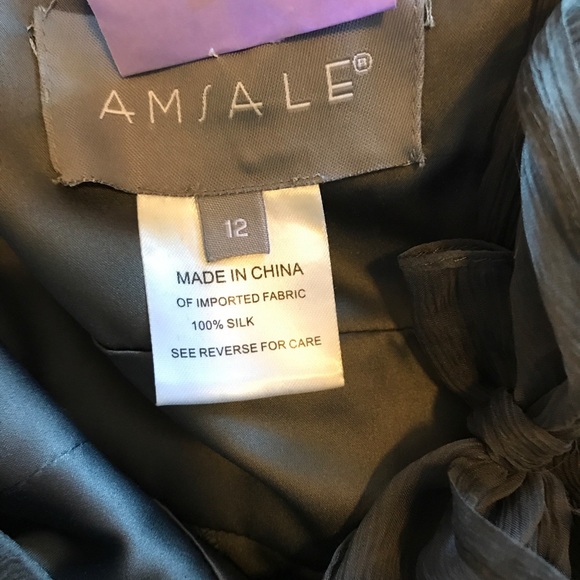 AMSALE®
12
MADE IN CHINA
OF IMPORTED FABRIC
100% SILK
SEE REVERSE FOR CARE